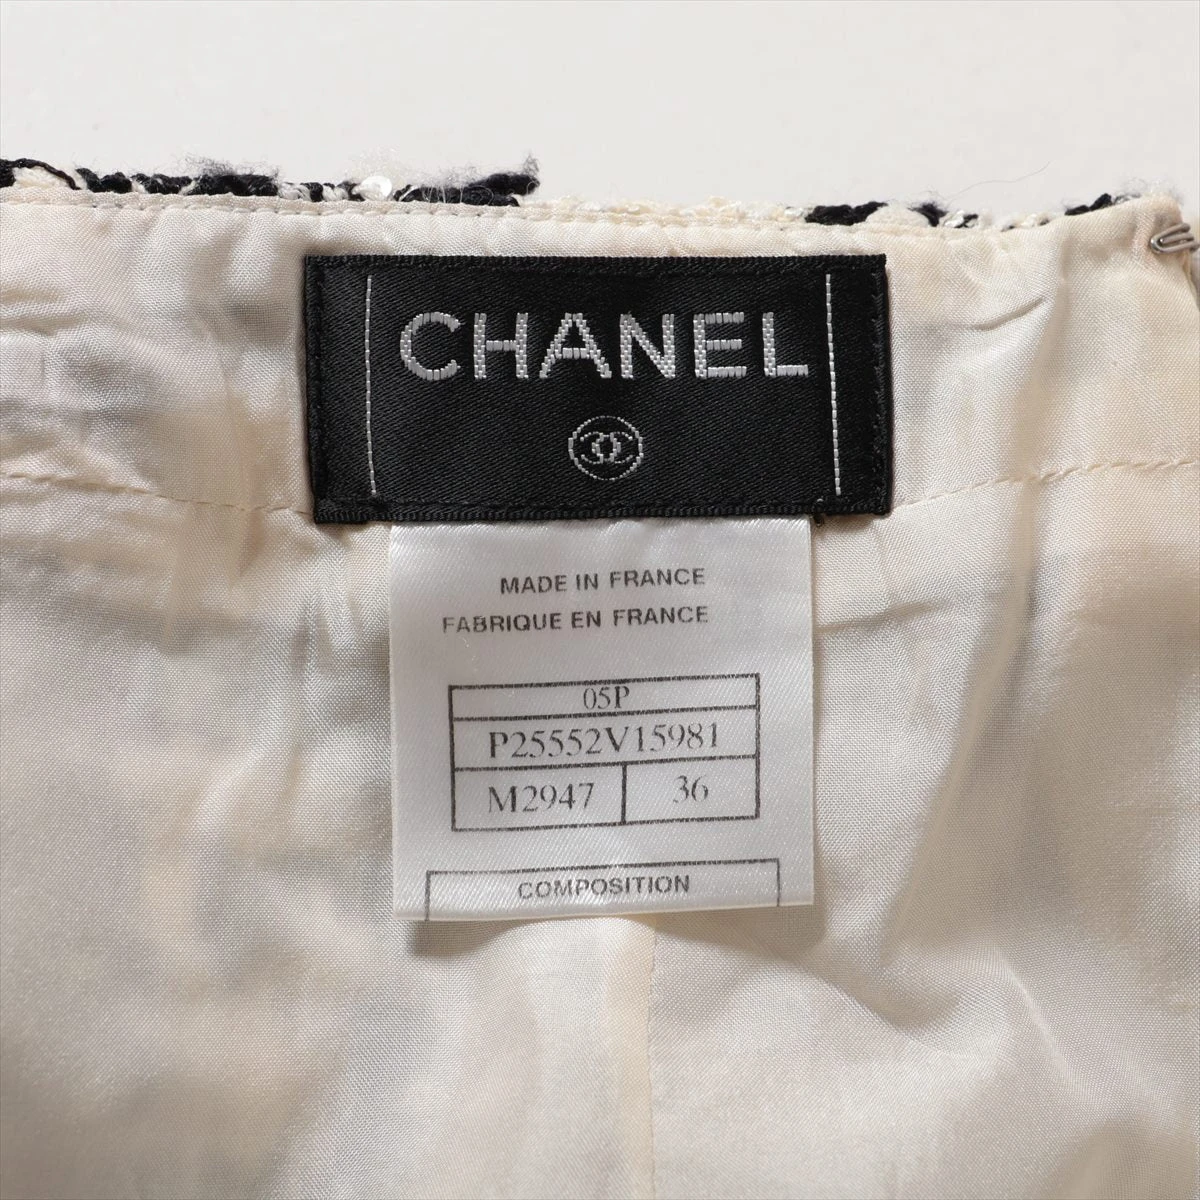 CHANEL
MADE IN FRANCE
FABRIQUE EN FRANCE
05P
P25552V15981
M2947 36
COMPOSITION